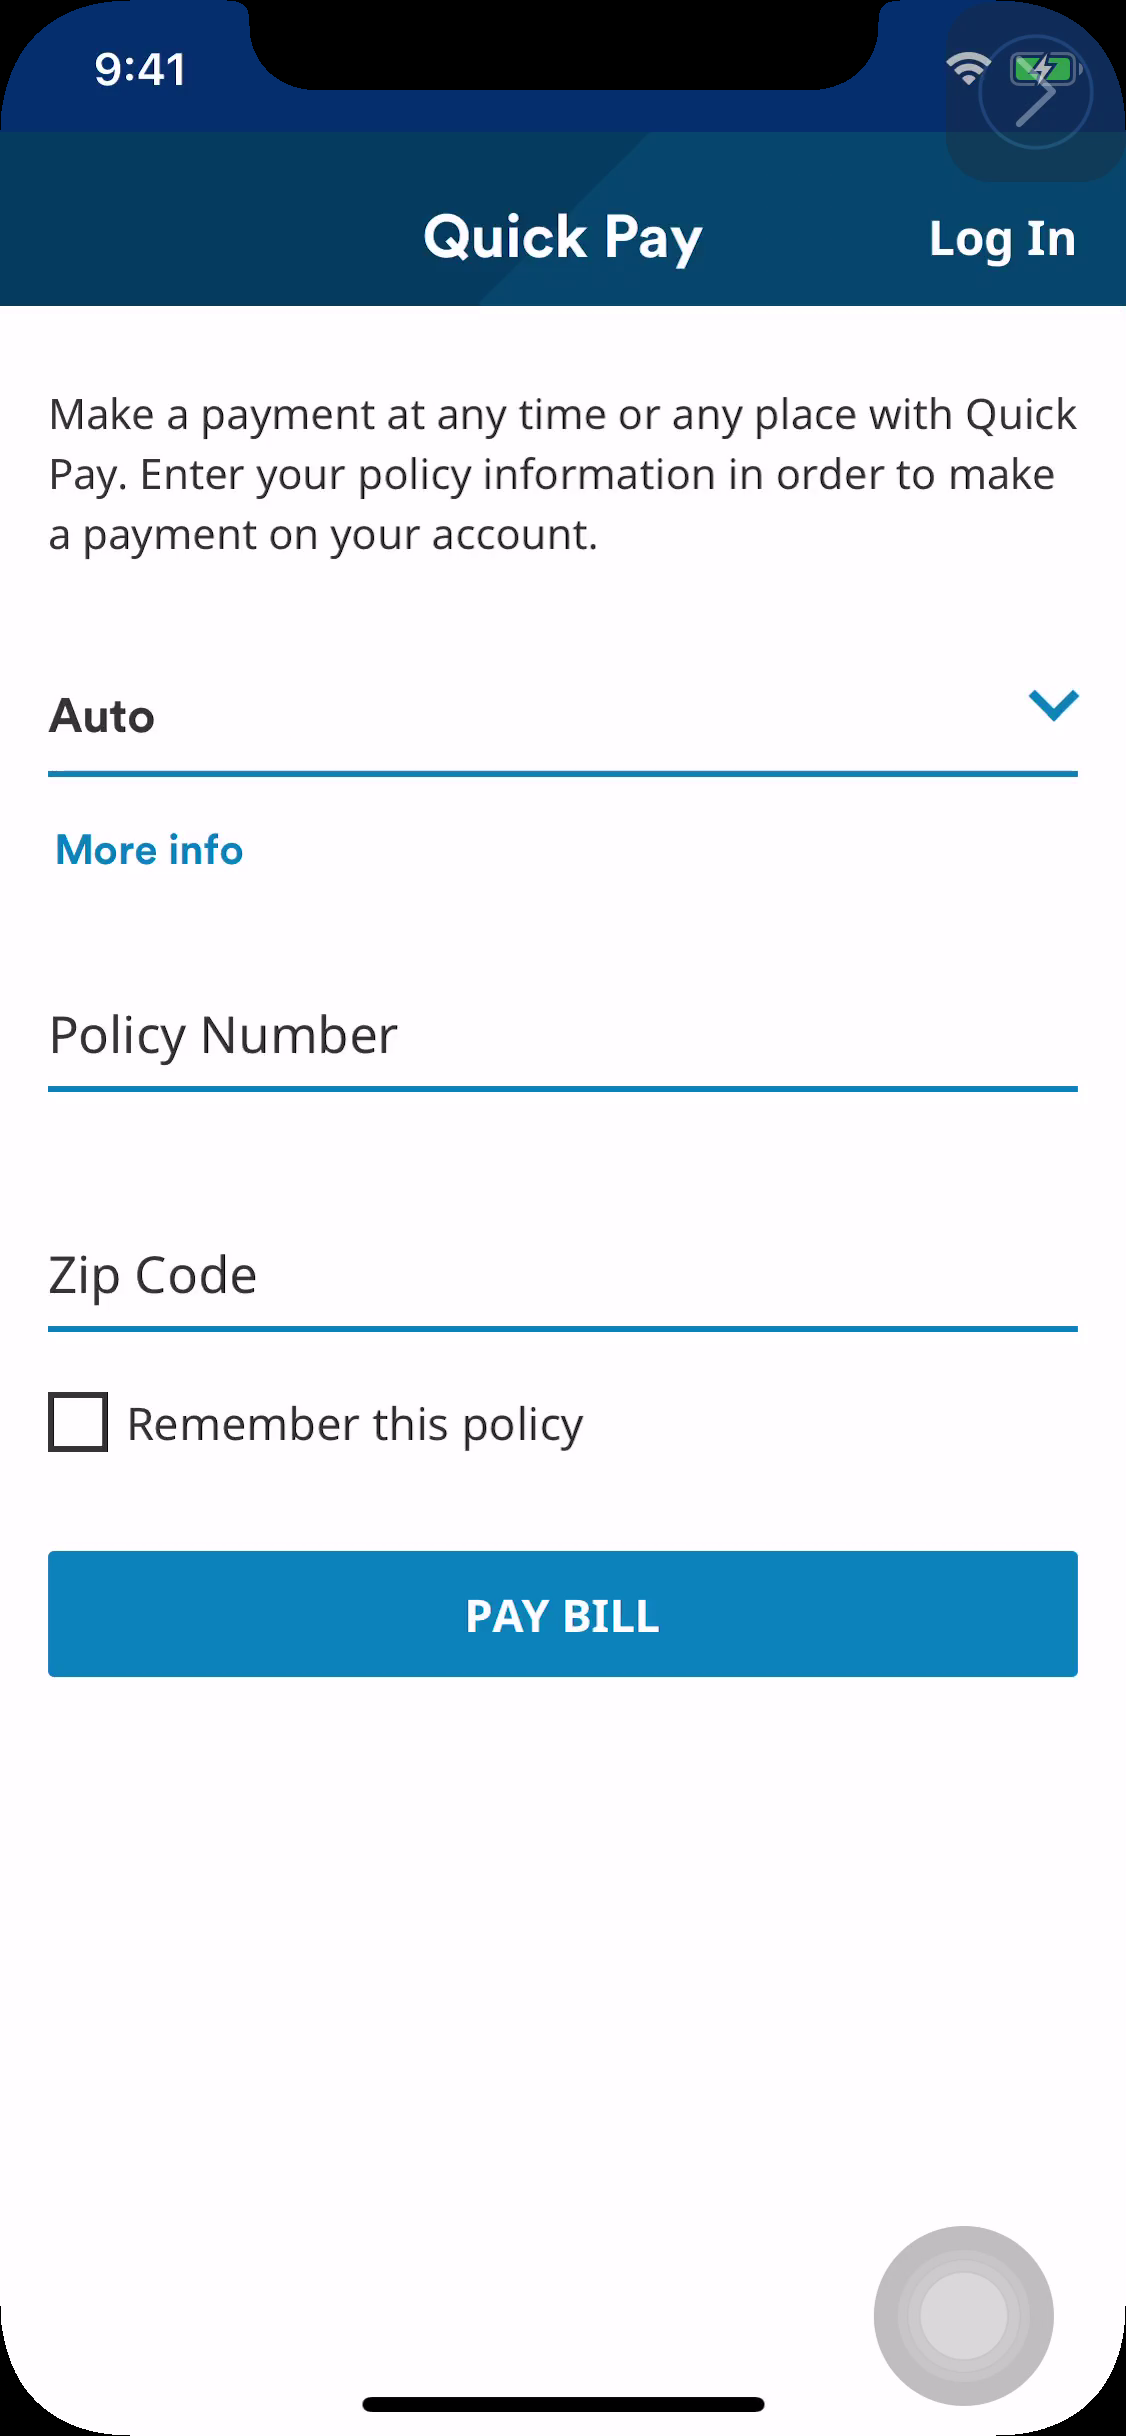 9:41
Quick Pay
Log In
Make a payment at any time or any place with Quick
Pay. Enter your policy information in order to make
a payment on your account.
Auto
More info
Policy Number
Zip Code
Remember this policy
PAY BILL